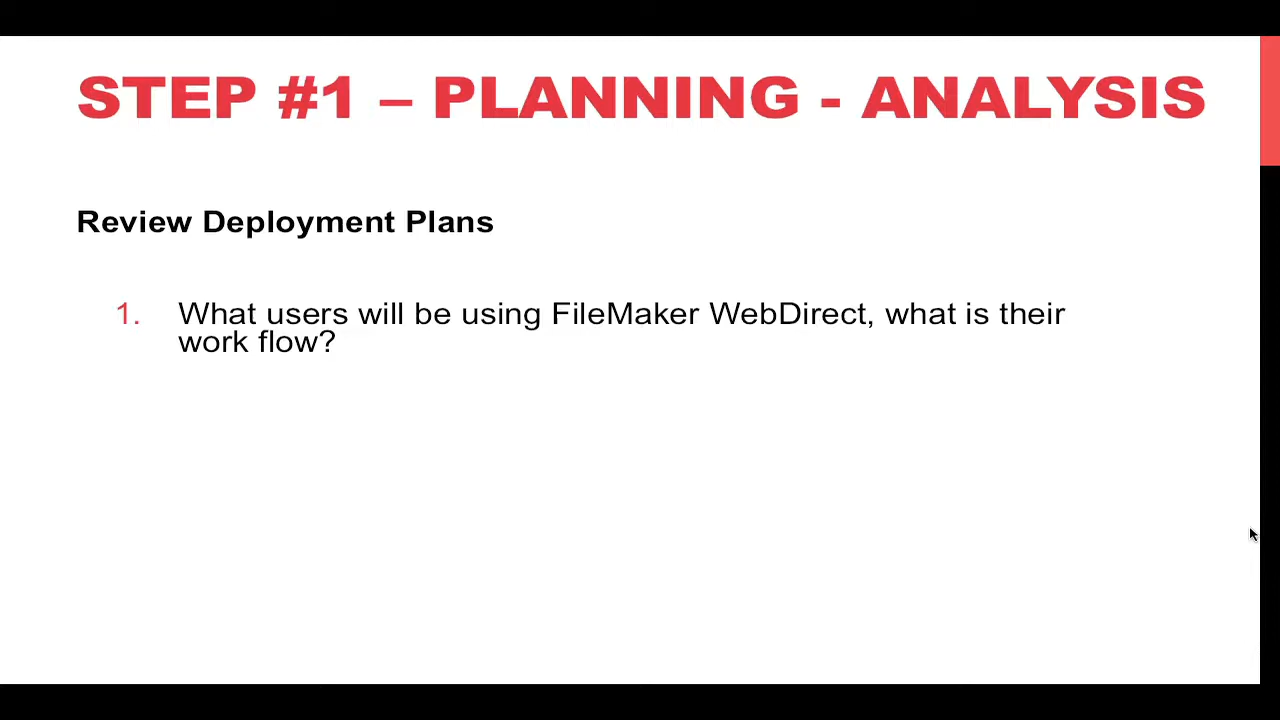 STEP #1 – PLANNING - ANALYSIS
Review Deployment Plans
1. What users will be using FileMaker WebDirect, what is their
work flow?